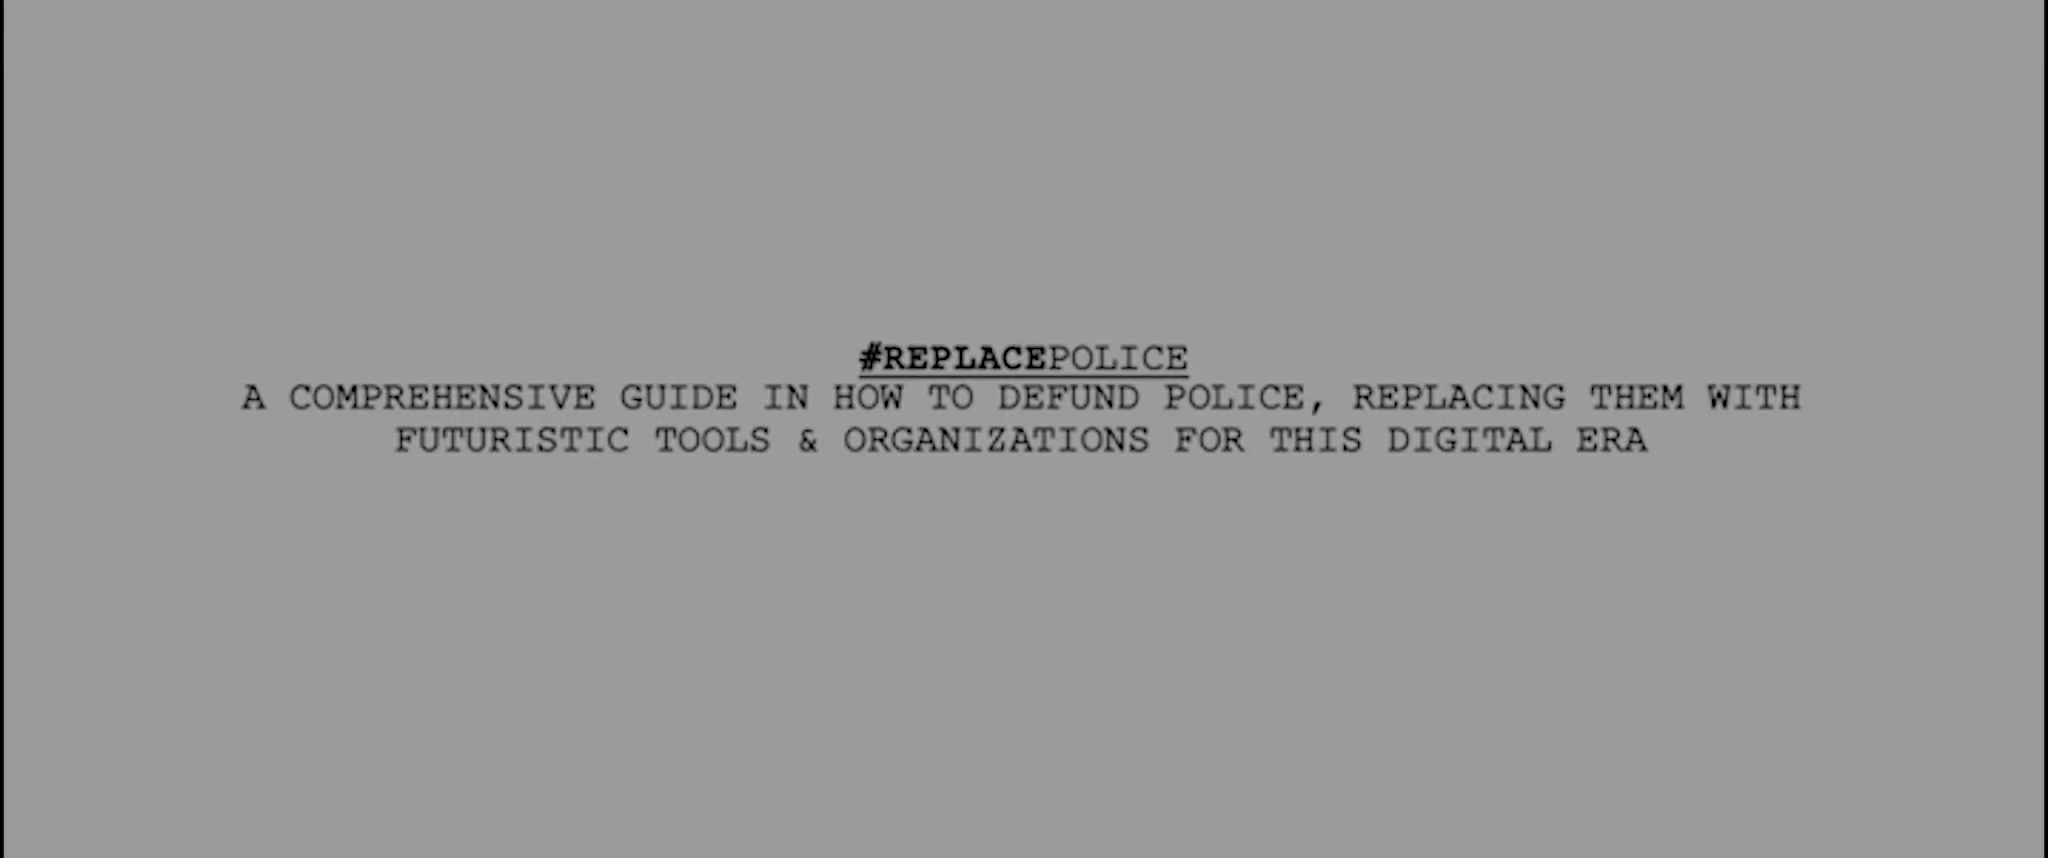 #REPLACEPOLICE
A COMPREHENSIVE GUIDE IN HOW TO DEFUND POLICE, REPLACING THEM WITH
FUTURISTIC TOOLS & ORGANIZATIONS FOR THIS DIGITAL ERA